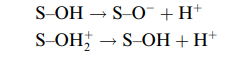 S–OH → S–O⁻ + H⁺
S–OH₂⁺ → S–OH + H⁺